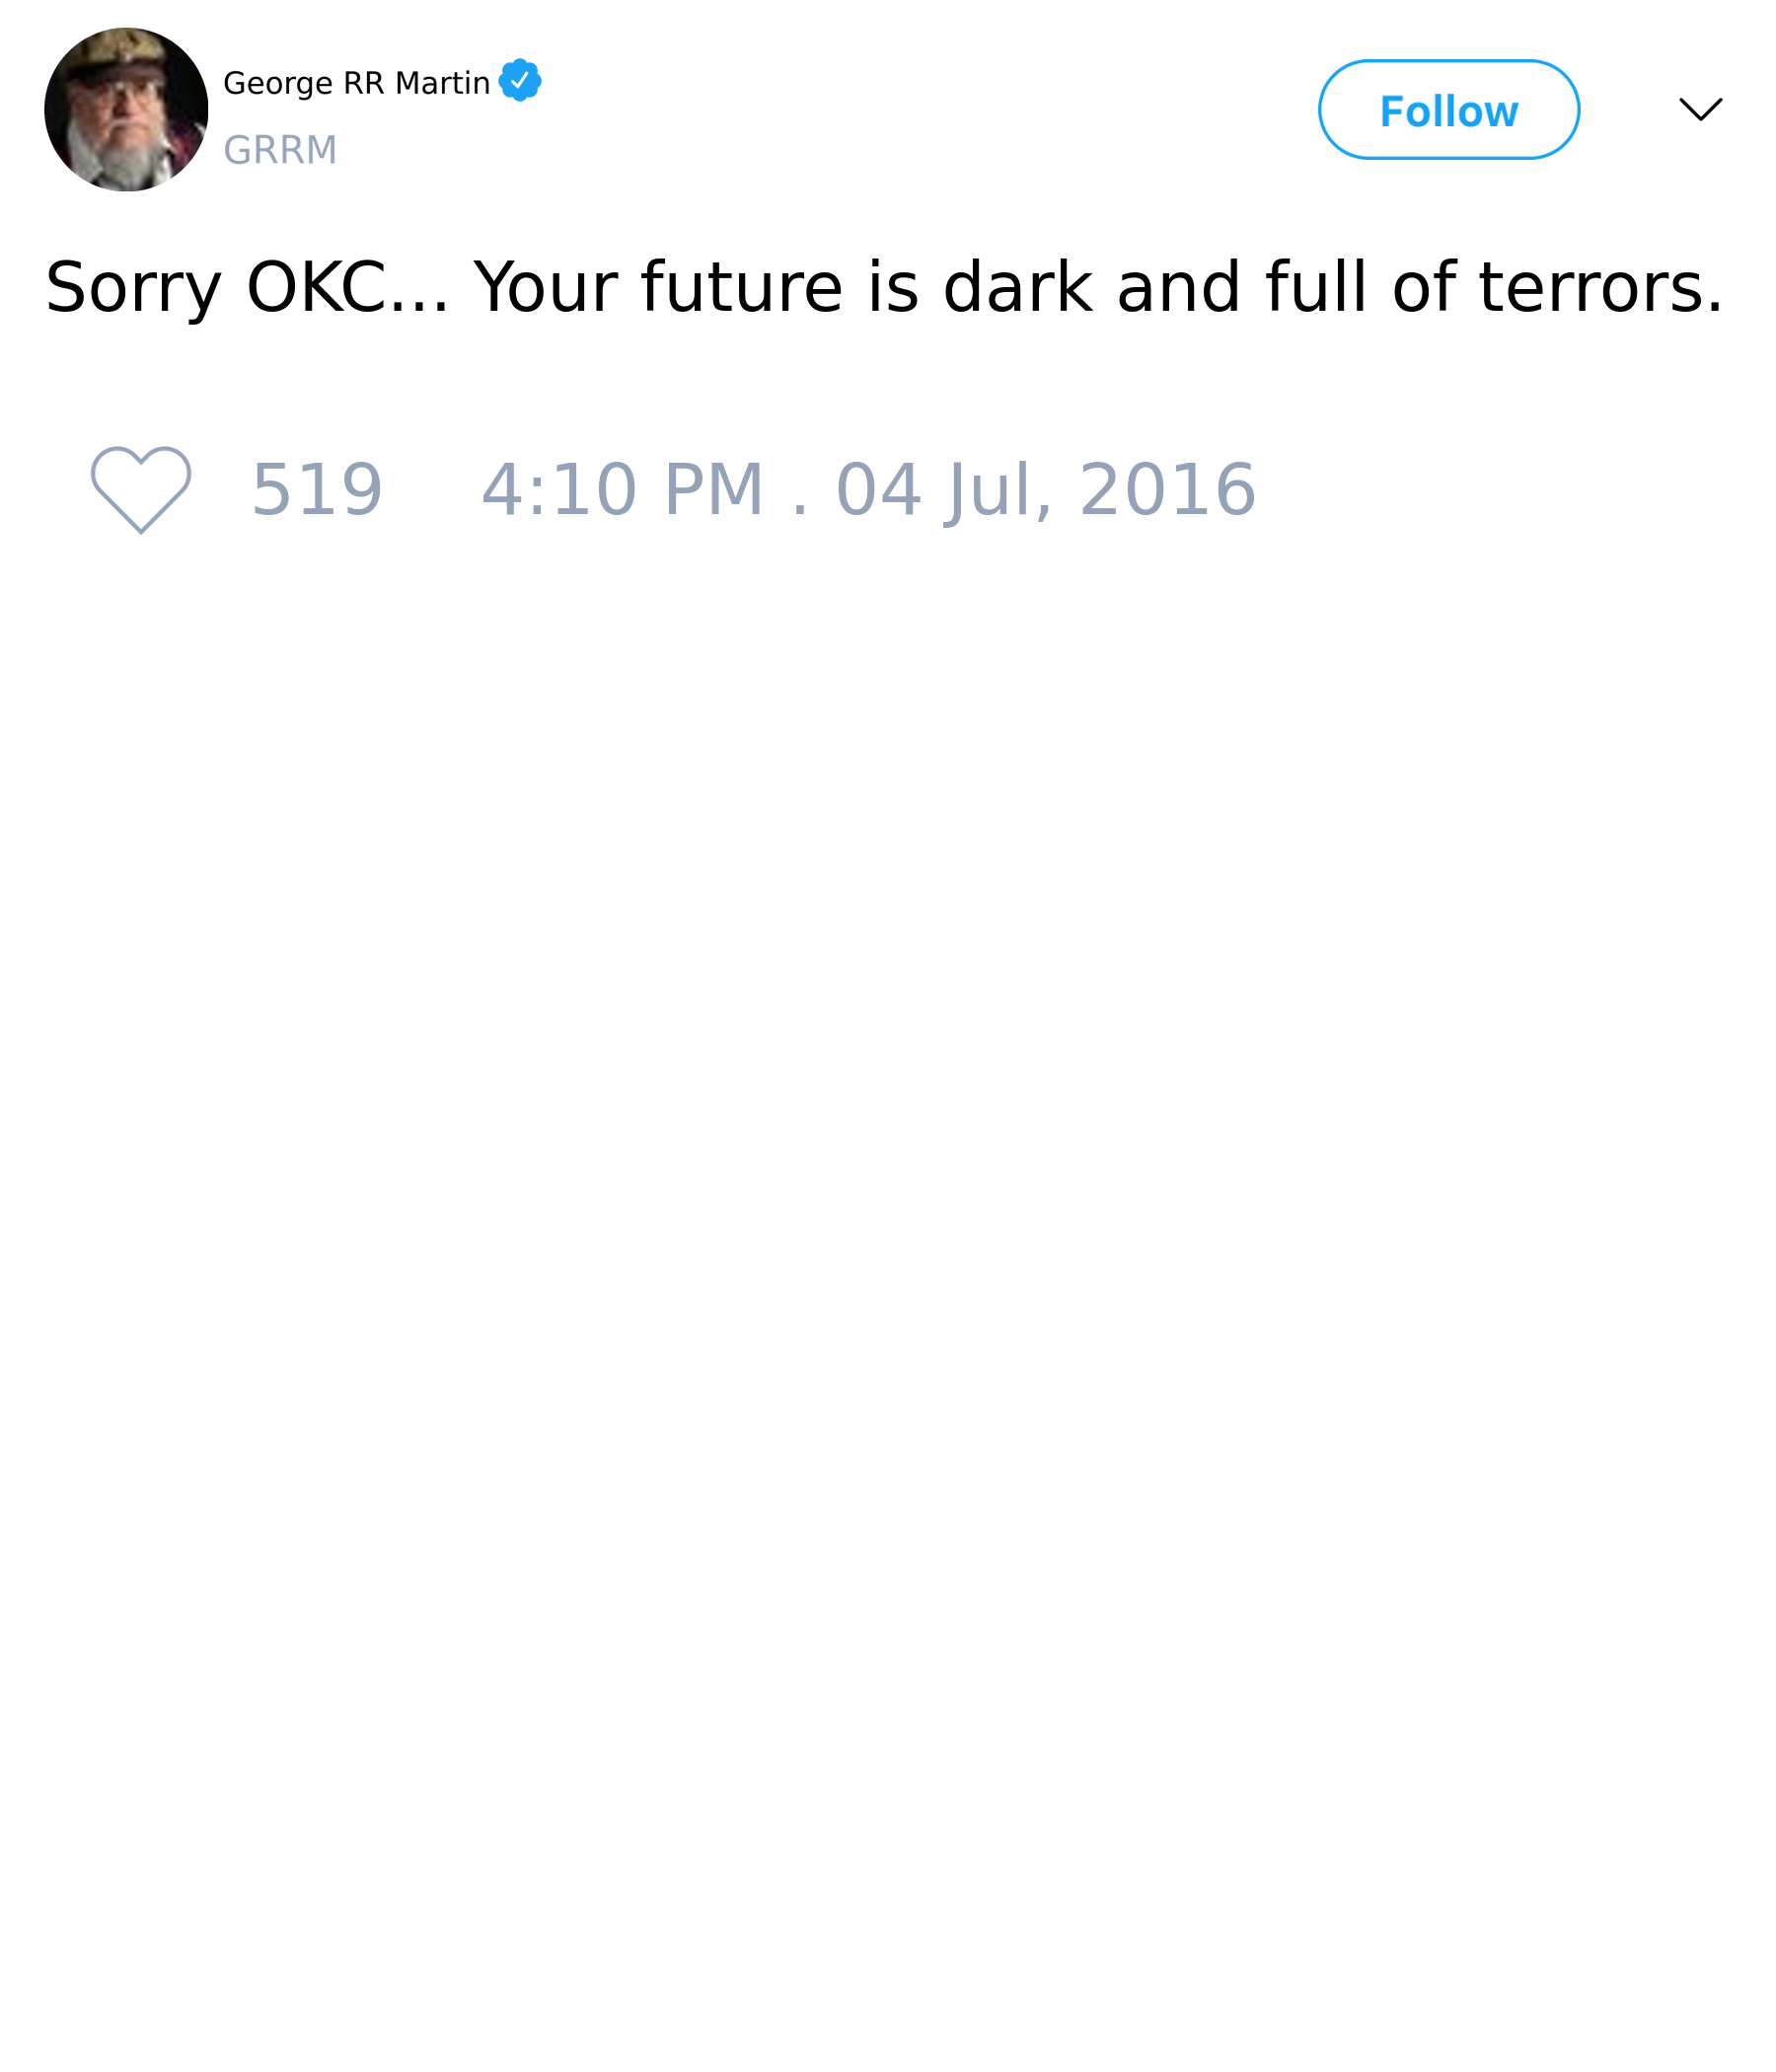 George RR Martin
GRRM
Follow
Sorry OKC... Your future is dark and full of terrors.
519 4:10 PM . 04 Jul, 2016